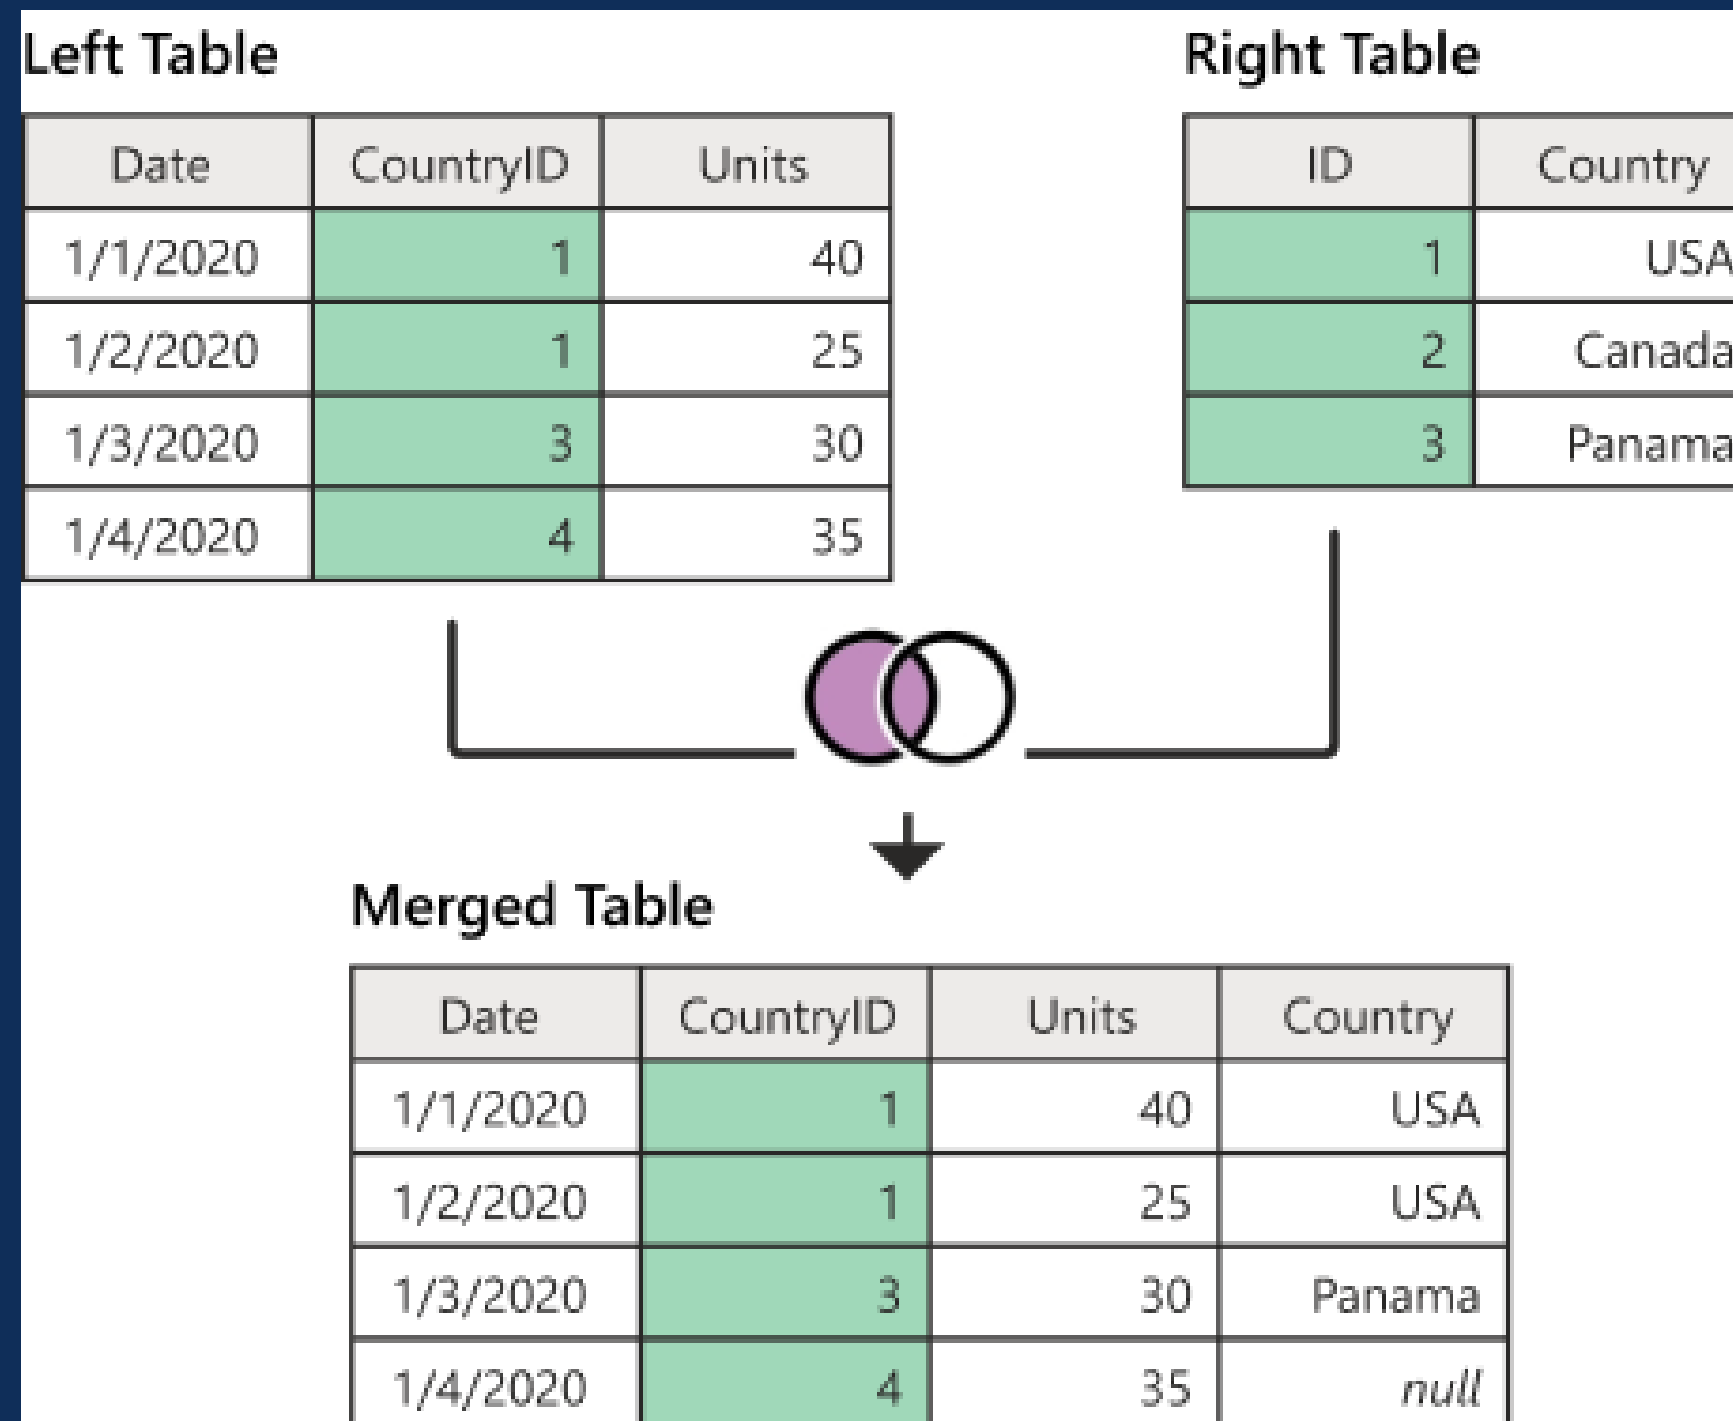 Left Table
Date CountryID Units
1/1/2020 1 40
1/2/2020 1 25
1/3/2020 3 30
1/4/2020 4 35
Right Table
ID Country
1 USA
2 Canada
3 Panama
Merged Table
Date CountryID Units Country
1/1/2020 1 40 USA
1/2/2020 1 25 USA
1/3/2020 3 30 Panama
1/4/2020 4 35 null